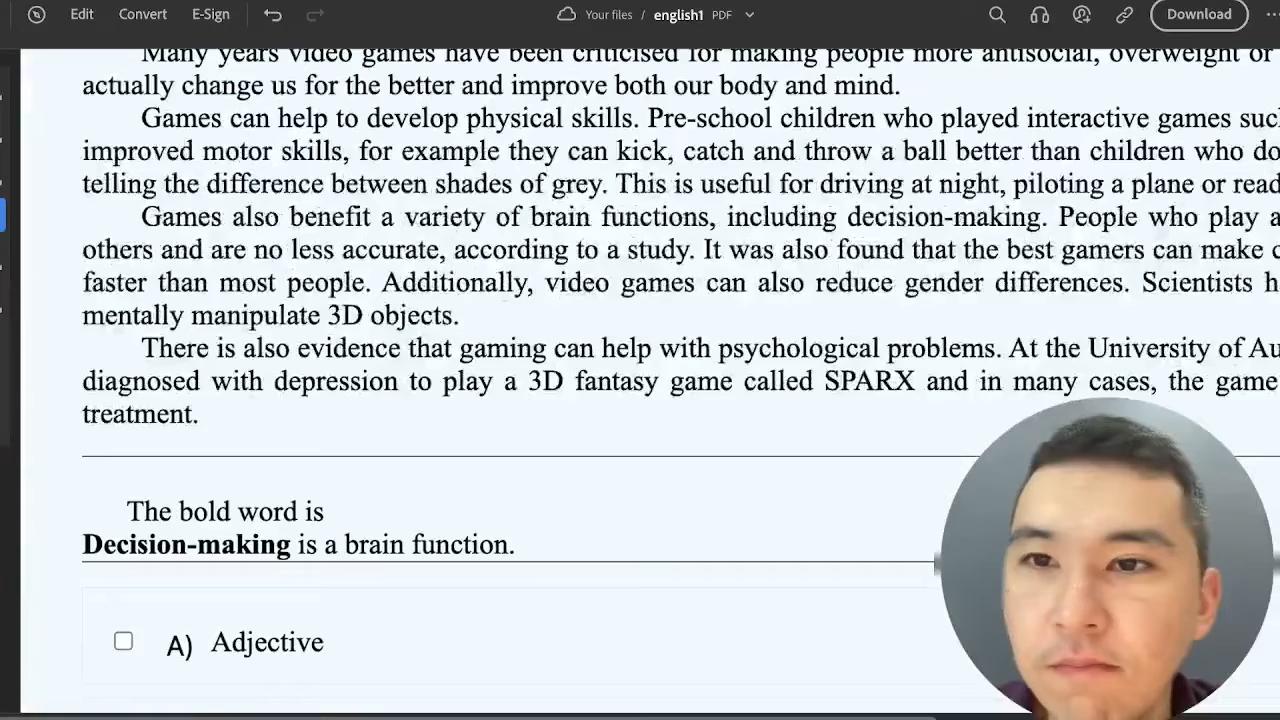 Edit Convert E-Sign Your files / english1 PDF Download
Many years video games have been criticised for making people more antisocial, overweight or
actually change us for the better and improve both our body and mind.
Games can help to develop physical skills. Pre-school children who played interactive games suc
improved motor skills, for example they can kick, catch and throw a ball better than children who do
telling the difference between shades of grey. This is useful for driving at night, piloting a plane or read
Games also benefit a variety of brain functions, including decision-making. People who play a
others and are no less accurate, according to a study. It was also found that the best gamers can make c
faster than most people. Additionally, video games can also reduce gender differences. Scientists h
mentally manipulate 3D objects.
There is also evidence that gaming can help with psychological problems. At the University of Au
diagnosed with depression to play a 3D fantasy game called SPARX and in many cases, the game
treatment.
The bold word is
Decision-making is a brain function.
A) Adjective